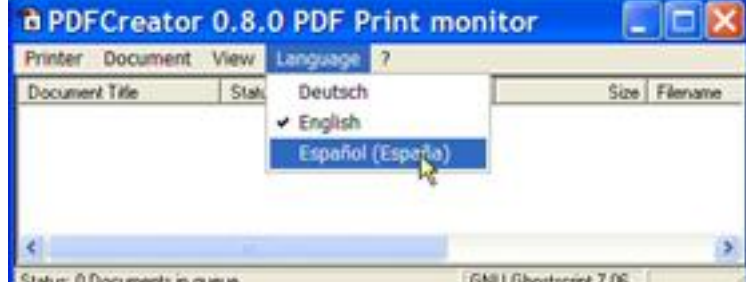 PDFCreator 0.8.0 PDF Print monitor
Printer Document View Language ?
Document Title Statu Size Filename
Deutsch
English
Español (España)
Status: 0 Documents in queue GNU Ghostscript 7.06